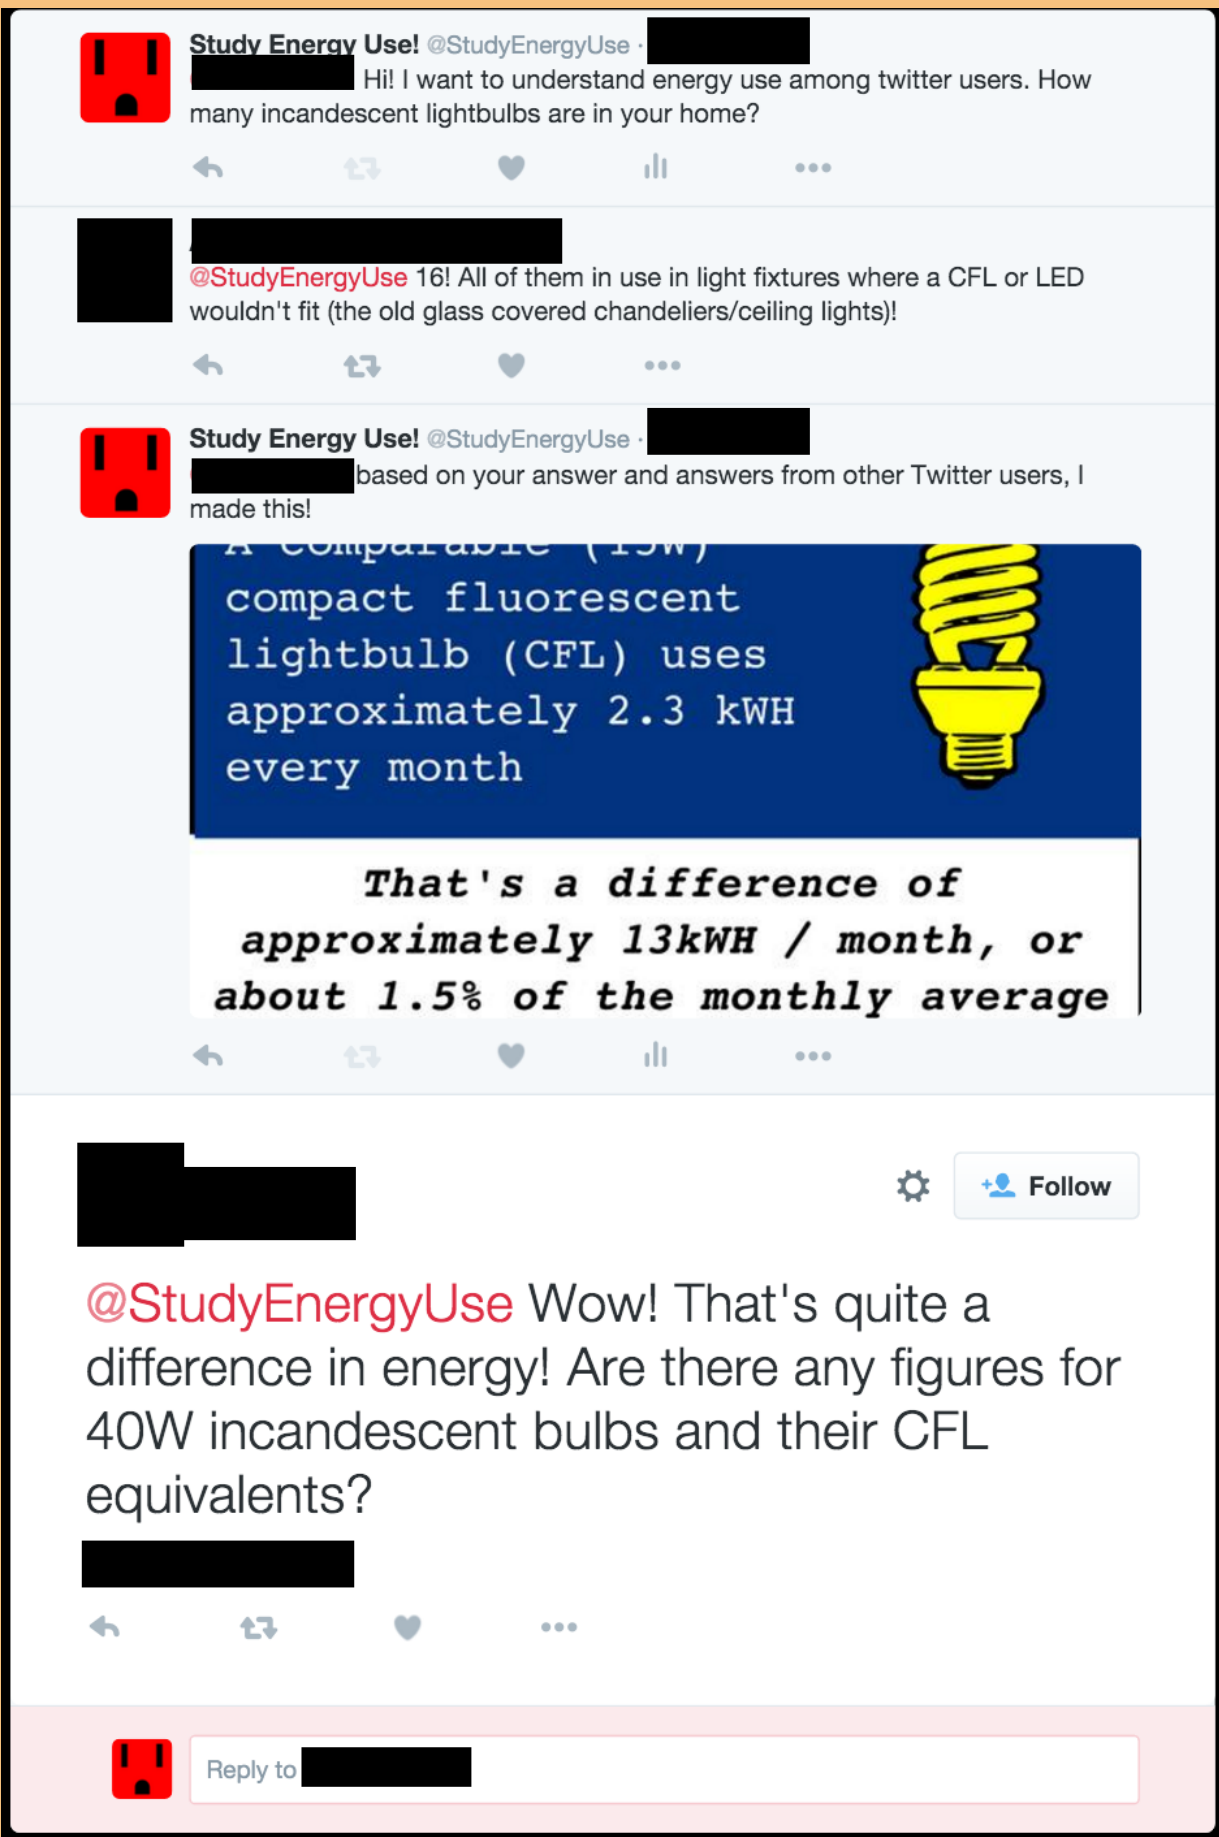 Study Energy Use! @StudyEnergyUse ·
Hi! I want to understand energy use among twitter users. How
many incandescent lightbulbs are in your home?
@StudyEnergyUse 16! All of them in use in light fixtures where a CFL or LED
wouldn't fit (the old glass covered chandeliers/ceiling lights)!
Study Energy Use! @StudyEnergyUse ·
based on your answer and answers from other Twitter users, I
made this!
A comparable (15W)
compact fluorescent
lightbulb (CFL) uses
approximately 2.3 kWH
every month
That's a difference of
approximately 13kWH / month, or
about 1.5% of the monthly average
Follow
@StudyEnergyUse Wow! That's quite a
difference in energy! Are there any figures for
40W incandescent bulbs and their CFL
equivalents?
Reply to